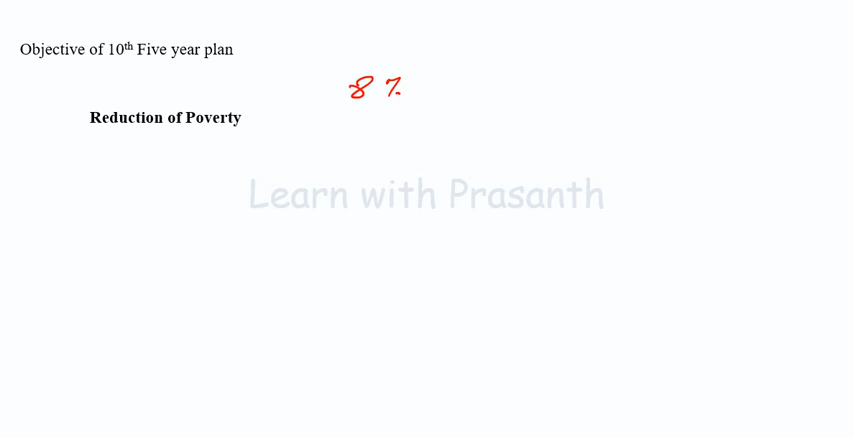 Objective of 10th Five year plan
8 %
Reduction of Poverty
Learn with Prasanth